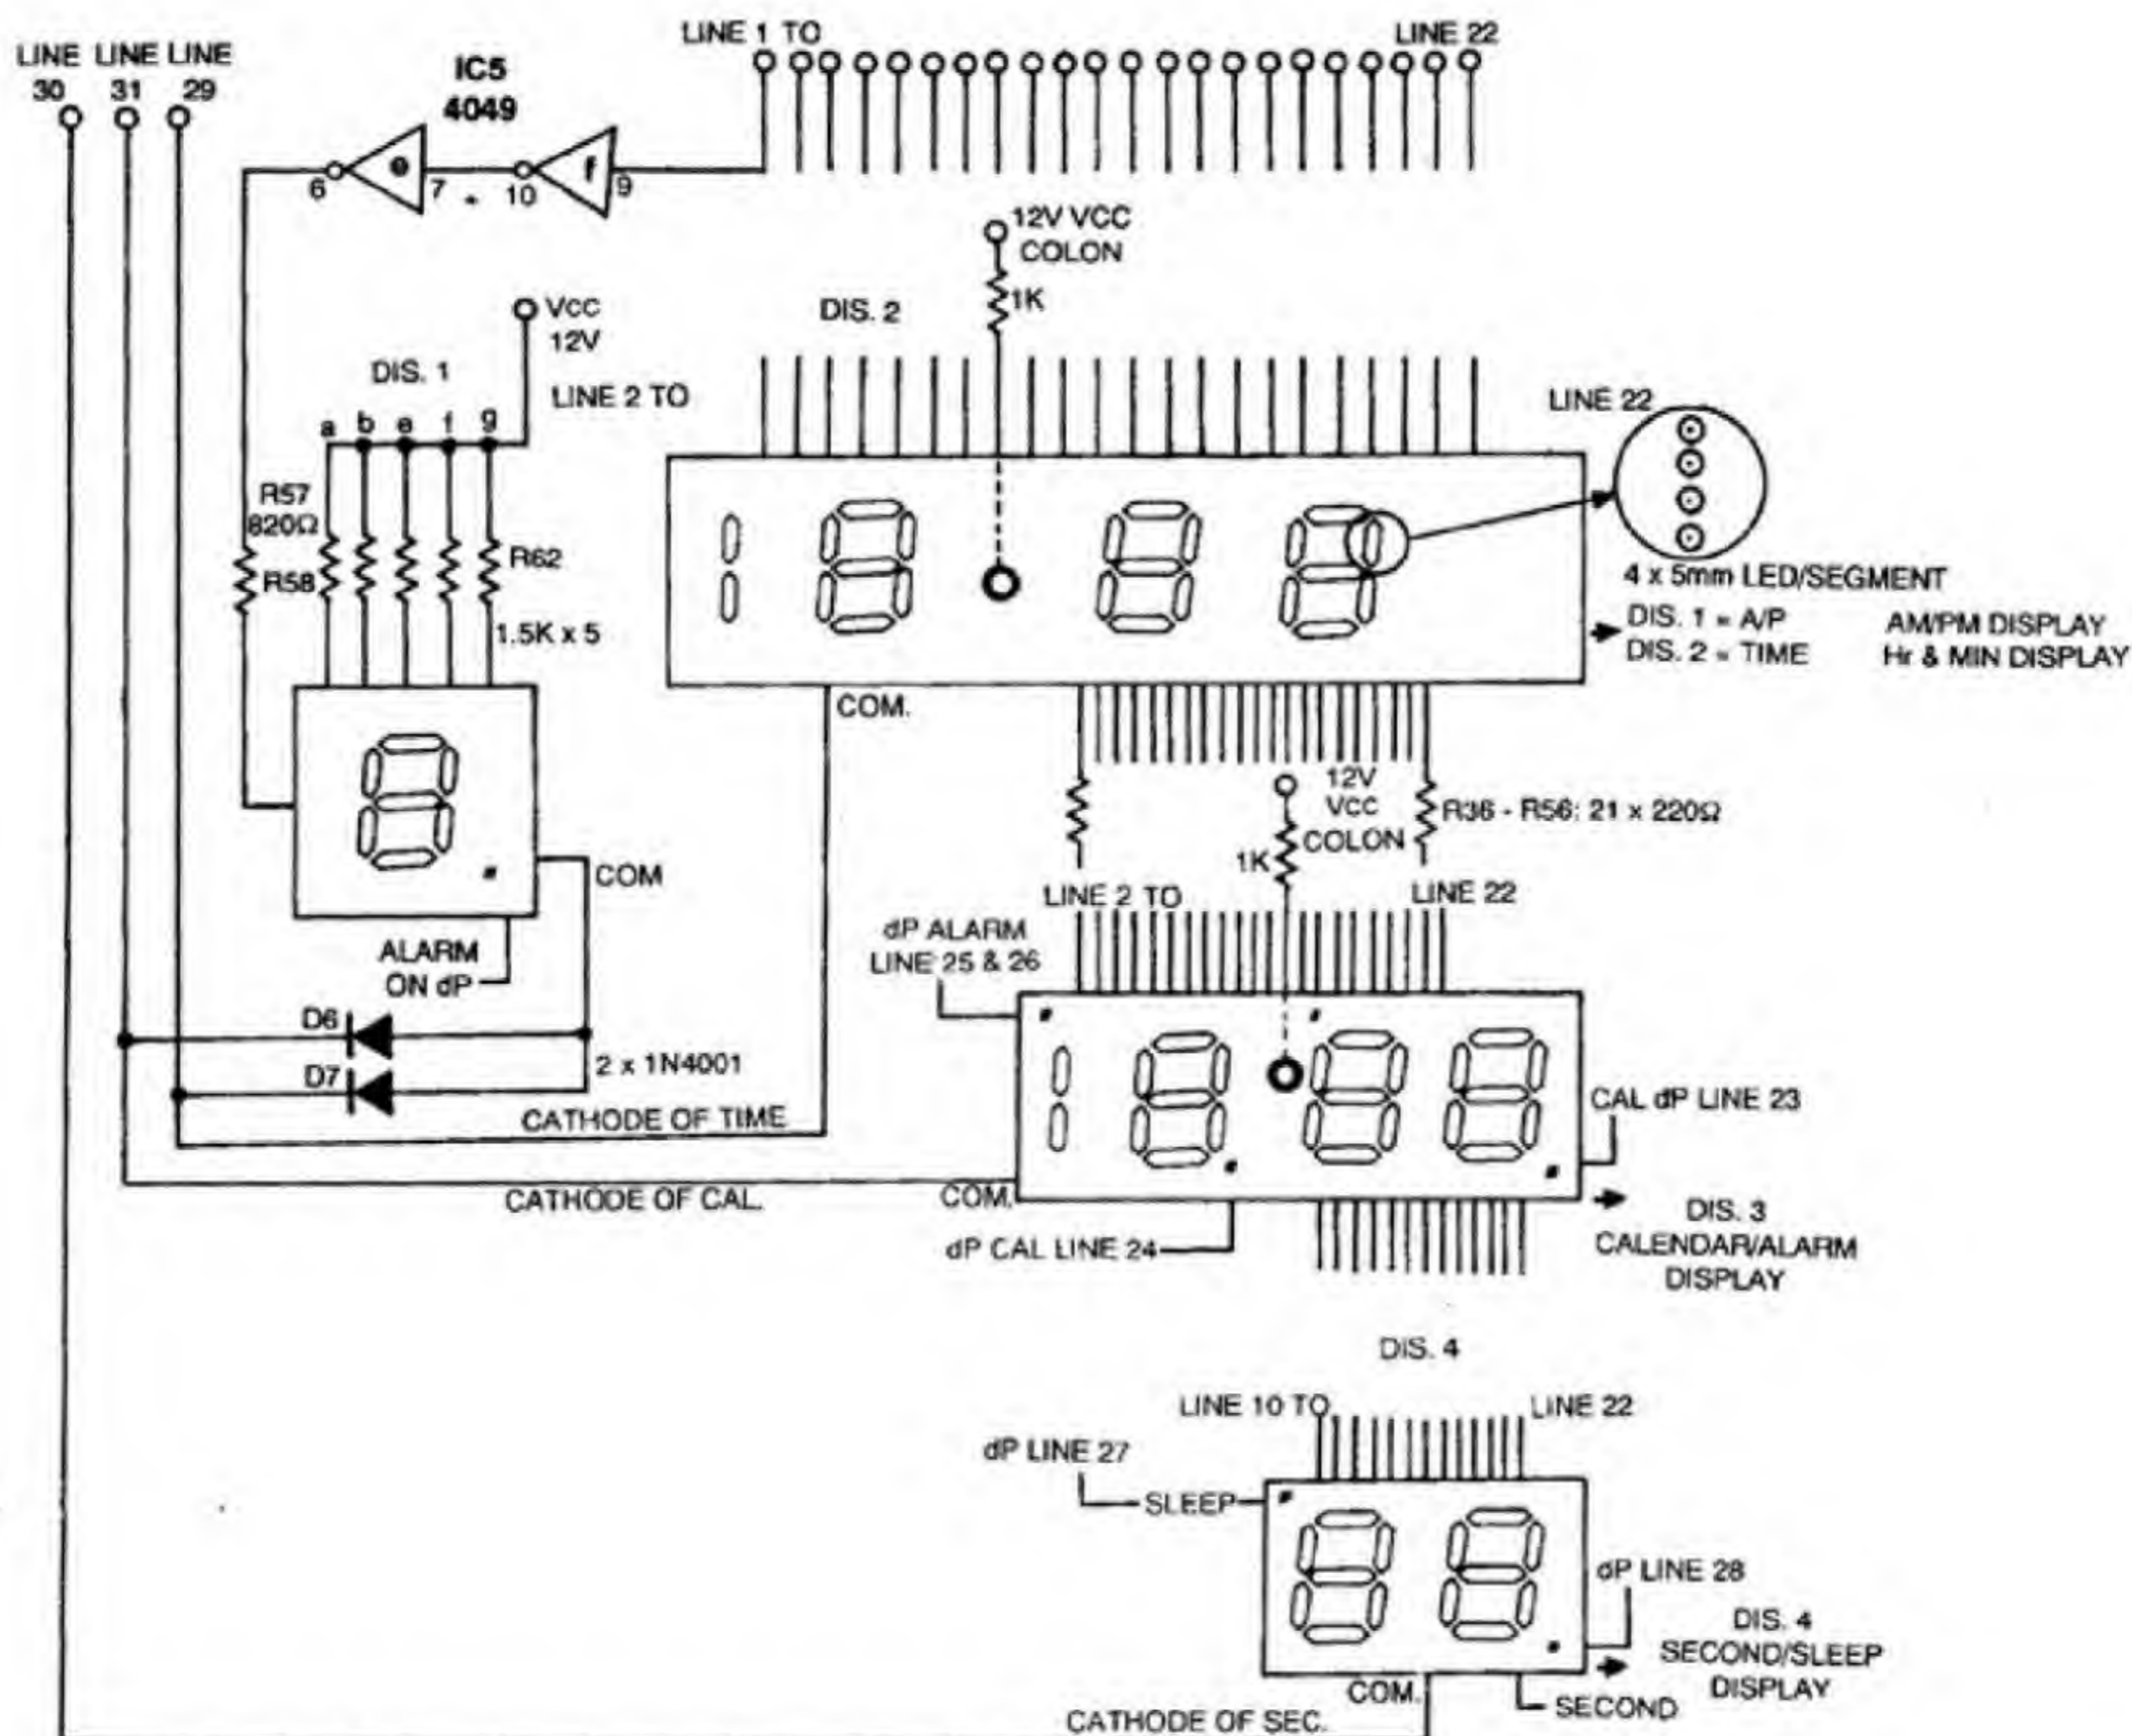 LINE LINE LINE
30 31 29
IC5
4049
LINE 1 TO
LINE 22
e
f
6
7
10
9
12V VCC
COLON
1K
DIS. 2
Vcc
12V
DIS. 1
LINE 2 TO
LINE 22
a b e f g
R57
820Ω
R58
R62
1.5K x 5
4 x 5mm LED/SEGMENT
DIS. 1 = A/P AM/PM DISPLAY
DIS. 2 = TIME Hr & MIN DISPLAY
COM.
12V
VCC
COLON
1K
R36 - R56: 21 x 220Ω
COM
LINE 2 TO
LINE 22
dP ALARM
LINE 25 & 26
ALARM
ON dP
D6
D7
2 x 1N4001
CATHODE OF TIME
CAL dP LINE 23
CATHODE OF CAL.
COM.
dP CAL LINE 24
DIS. 3
CALENDAR/ALARM
DISPLAY
DIS. 4
LINE 10 TO
LINE 22
dP LINE 27
SLEEP
dP LINE 28
DIS. 4
SECOND/SLEEP
DISPLAY
COM.
SECOND
CATHODE OF SEC.